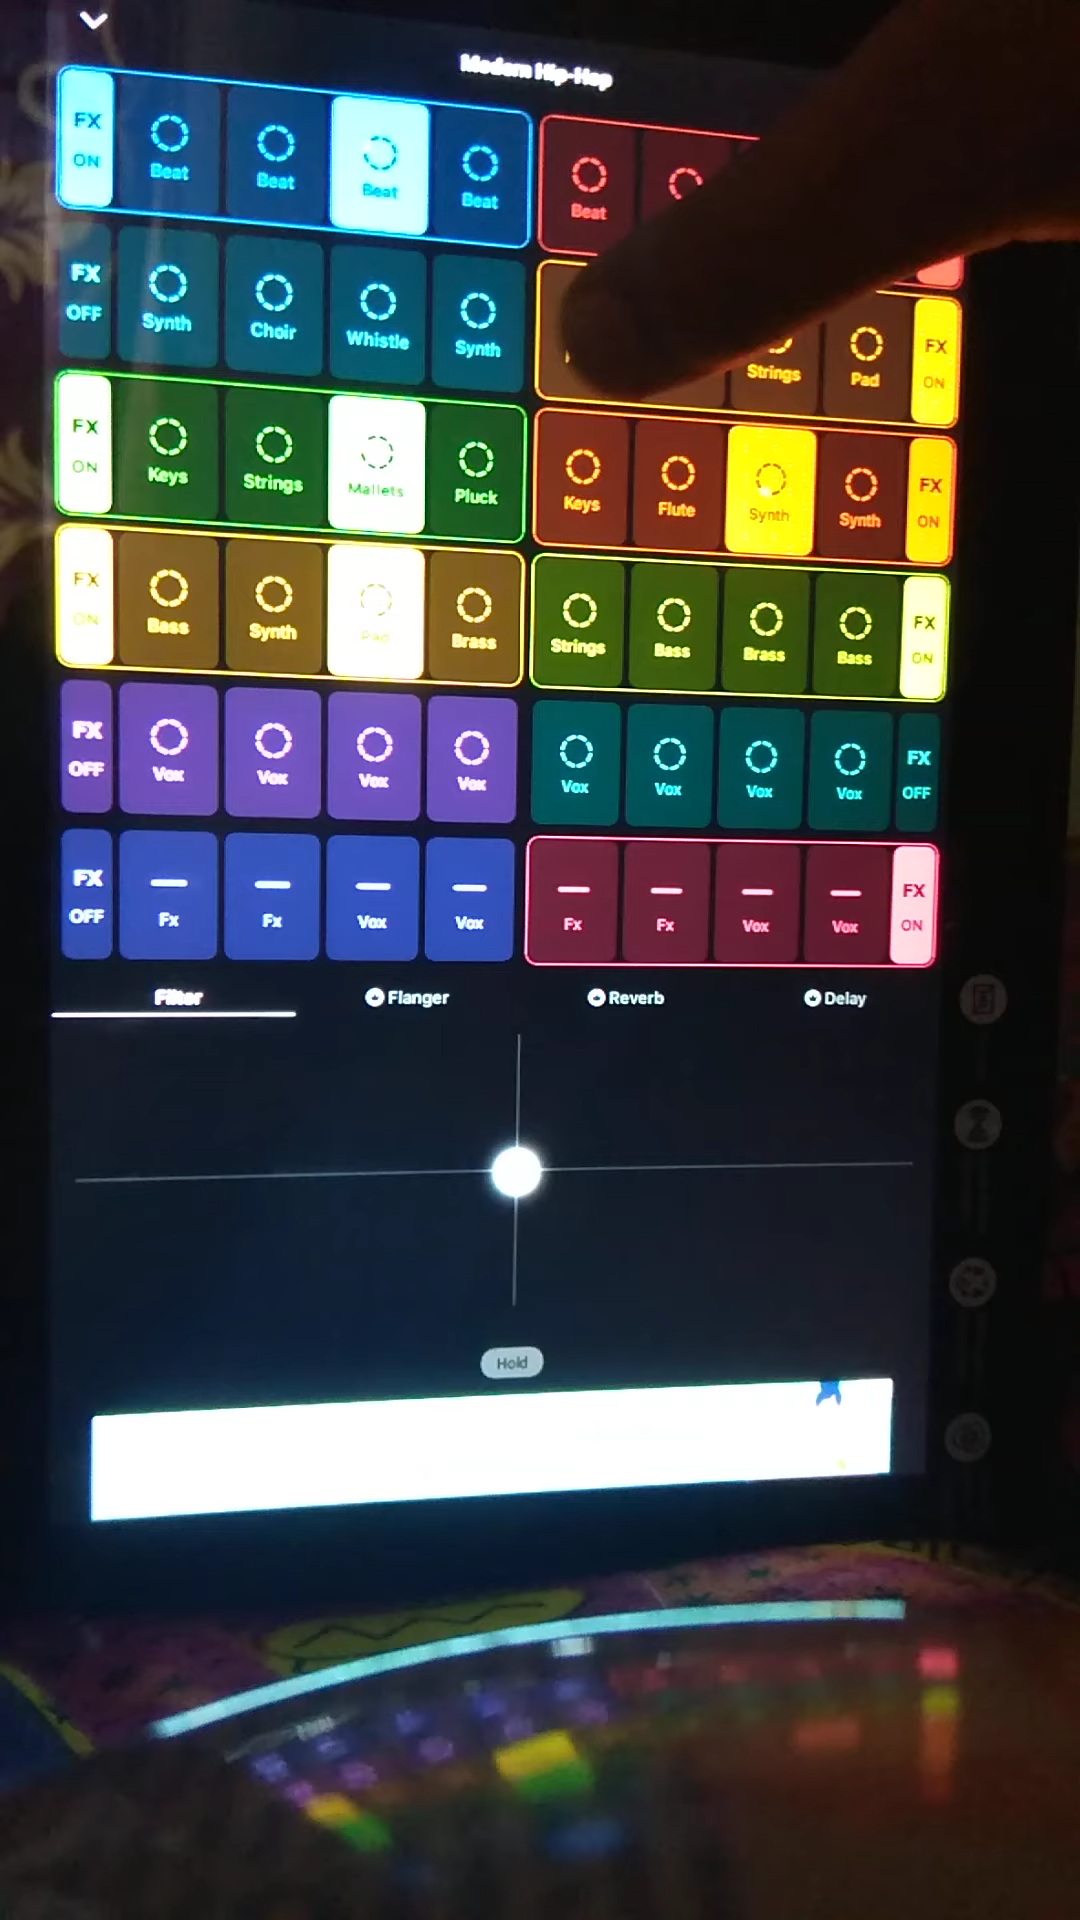 Modern Hip-Hop
FX ON Beat Beat Beat Beat Beat
FX OFF Synth Choir Whistle Synth Strings Pad FX ON
FX ON Keys Strings Mallets Pluck Keys Flute Synth Synth FX ON
FX ON Bass Synth Pad Brass Strings Bass Brass Bass FX ON
FX OFF Vox Vox Vox Vox Vox Vox Vox Vox FX OFF
FX OFF Fx Fx Vox Vox Fx Fx Vox Vox FX ON
Filter Flanger Reverb Delay
Hold